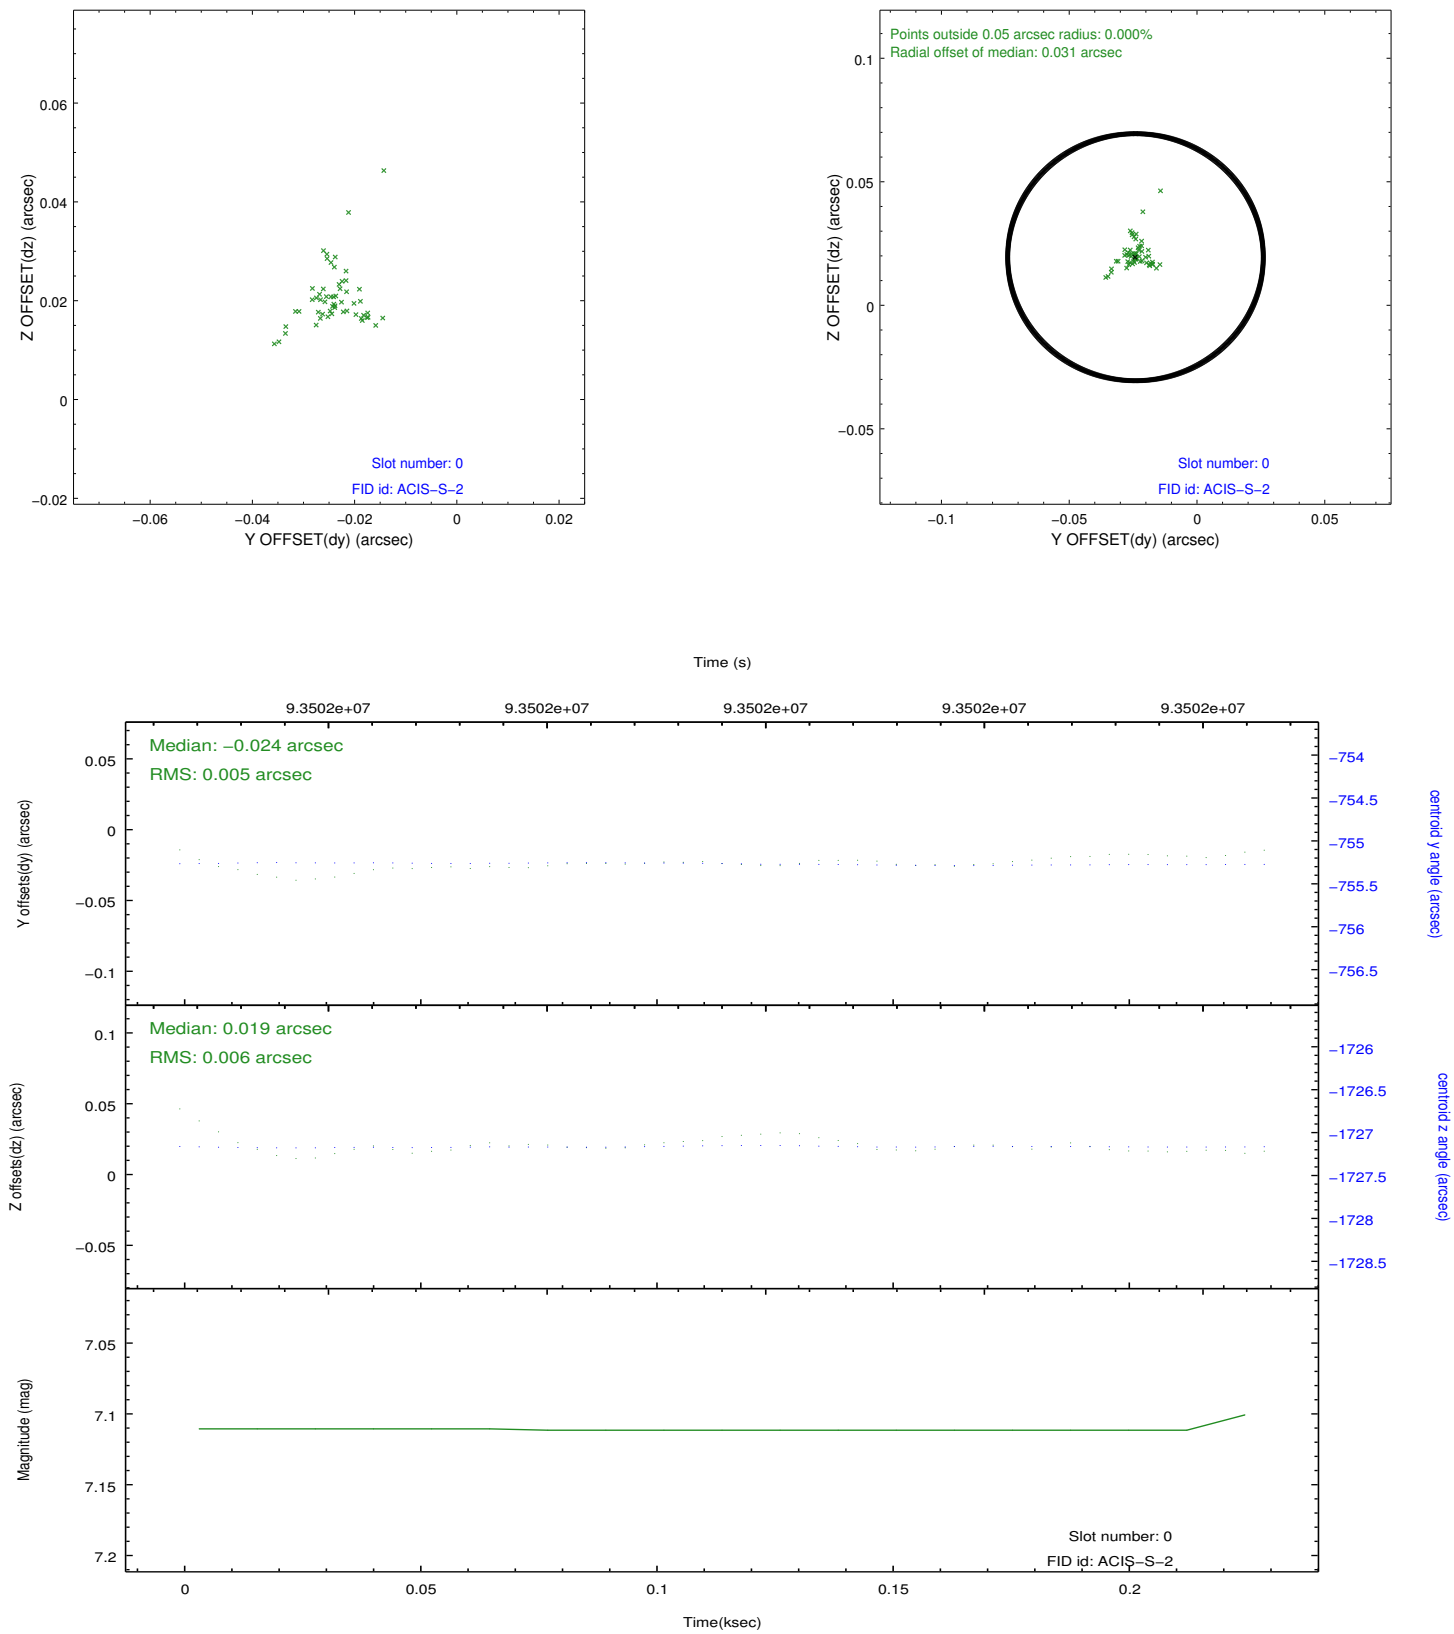 0.06
0.04
0.02
0
−0.02
Z OFFSET(dz) (arcsec)
Slot number: 0
FID id: ACIS−S−2
−0.06
−0.04
−0.02
0
0.02
Y OFFSET(dy) (arcsec)
Points outside 0.05 arcsec radius: 0.000%
Radial offset of median: 0.031 arcsec
0.1
0.05
0
−0.05
Z OFFSET(dz) (arcsec)
Slot number: 0
FID id: ACIS−S−2
−0.1
−0.05
0
0.05
Y OFFSET(dy) (arcsec)
Time (s)
9.3502e+07
9.3502e+07
9.3502e+07
9.3502e+07
9.3502e+07
Median: −0.024 arcsec
RMS: 0.005 arcsec
0.05
0
−0.05
−0.1
Y offsets(dy) (arcsec)
−754
−754.5
−755
−755.5
−756
−756.5
centroid y angle (arcsec)
Median: 0.019 arcsec
RMS: 0.006 arcsec
0.1
0.05
0
−0.05
Z offsets(dz) (arcsec)
−1726
−1726.5
−1727
−1727.5
−1728
−1728.5
centroid z angle (arcsec)
7.05
7.1
7.15
7.2
Magnitude (mag)
Slot number: 0
FID id: ACIS−S−2
0
0.05
0.1
0.15
0.2
Time(ksec)